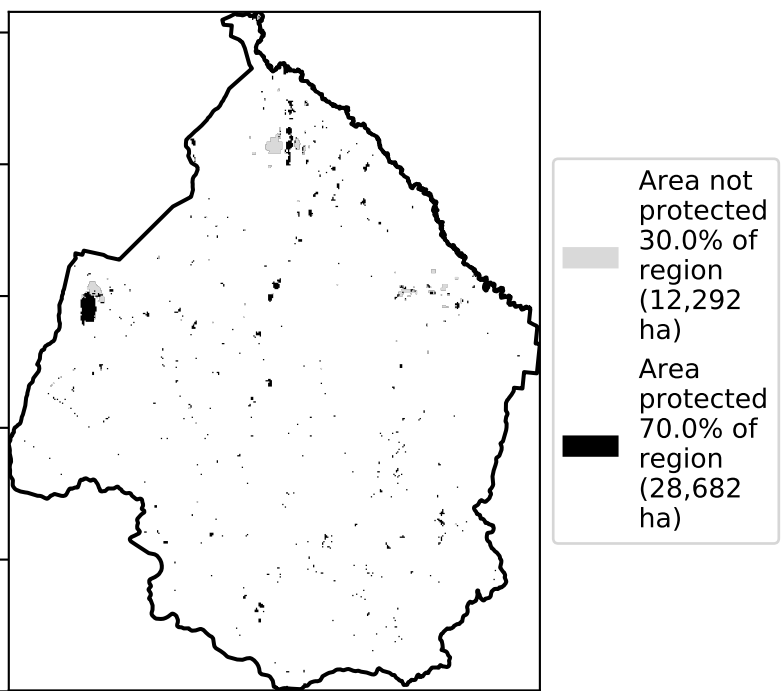 Area not
protected
30.0% of
region
(12,292
ha)
Area
protected
70.0% of
region
(28,682
ha)